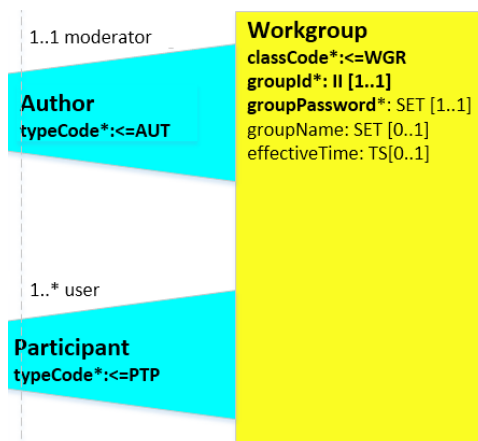 1..1 moderator
Author
typeCode*:<=AUT
Workgroup
classCode*:<=WGR
groupId*: II [1..1]
groupPassword*: SET [1..1]
groupName: SET [0..1]
effectiveTime: TS[0..1]
1..* user
Participant
typeCode*:<=PTP